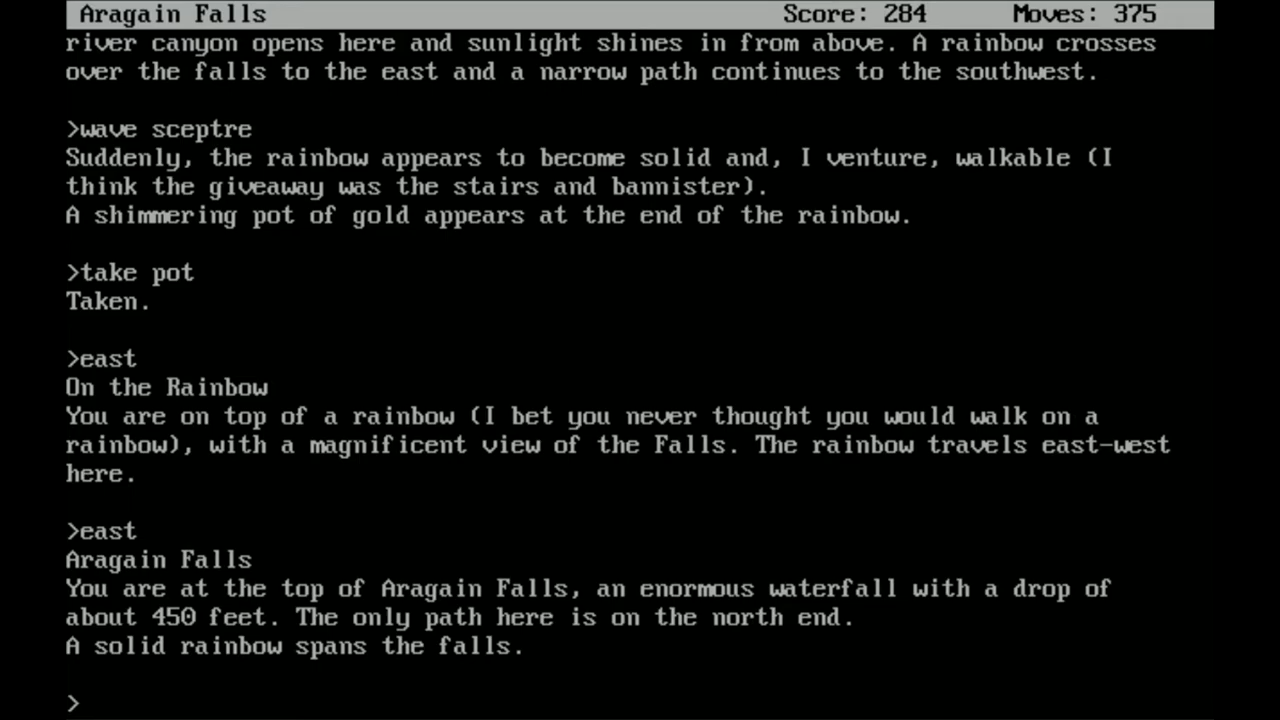 Aragain Falls Score: 284 Moves: 375
river canyon opens here and sunlight shines in from above. A rainbow crosses
over the falls to the east and a narrow path continues to the southwest.
>wave sceptre
Suddenly, the rainbow appears to become solid and, I venture, walkable (I
think the giveaway was the stairs and bannister).
A shimmering pot of gold appears at the end of the rainbow.
>take pot
Taken.
>east
On the Rainbow
You are on top of a rainbow (I bet you never thought you would walk on a
rainbow), with a magnificent view of the Falls. The rainbow travels east-west
here.
>east
Aragain Falls
You are at the top of Aragain Falls, an enormous waterfall with a drop of
about 450 feet. The only path here is on the north end.
A solid rainbow spans the falls.
>